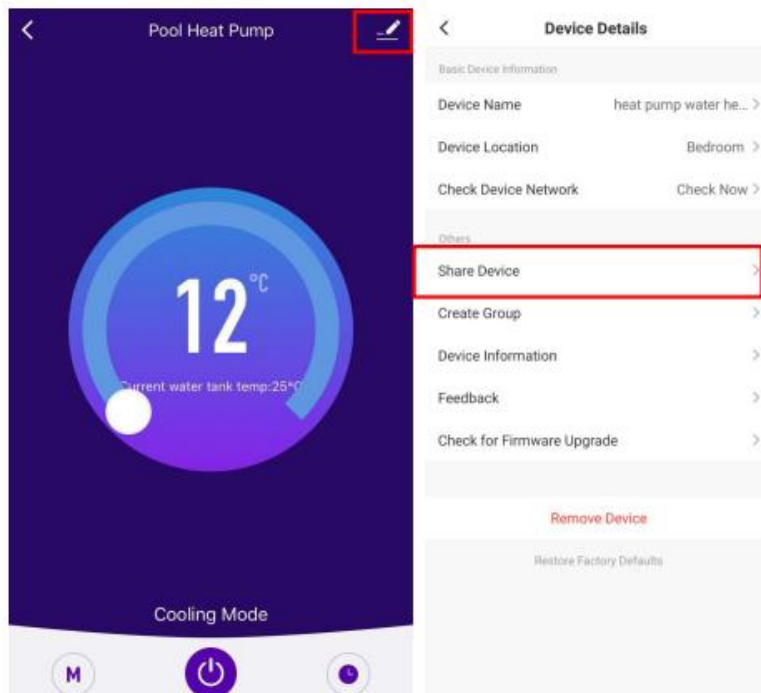 Pool Heat Pump
12 °C
Current water tank temp:25°C
Cooling Mode
M
Device Details
Basic Device Information
Device Name heat pump water he...
Device Location Bedroom
Check Device Network Check Now
Others
Share Device
Create Group
Device Information
Feedback
Check for Firmware Upgrade
Remove Device
Restore Factory Defaults